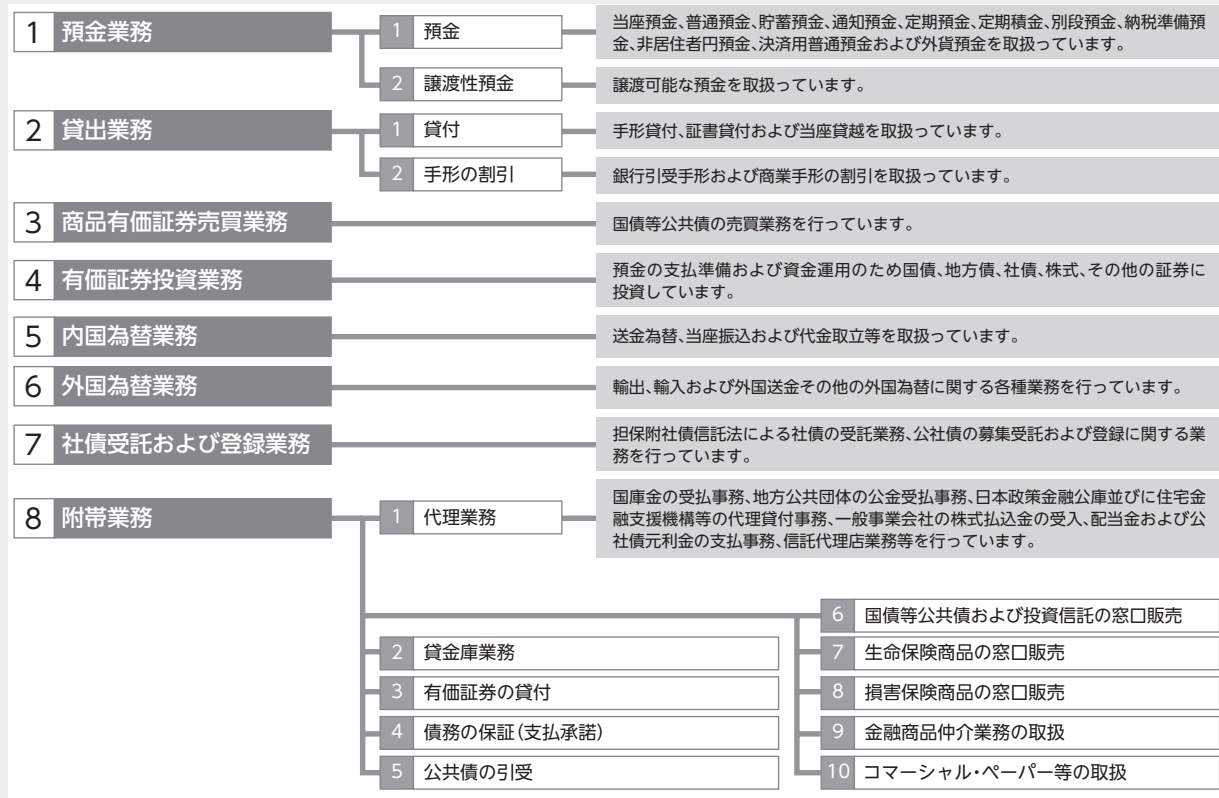 1 預金業務
1 預金
当座預金、普通預金、貯蓄預金、通知預金、定期預金、定期積金、別段預金、納税準備預
金、非居住者円預金、決済用普通預金および外貨預金を取扱っています。
2 譲渡性預金
譲渡可能な預金を取扱っています。
2 貸出業務
1 貸付
手形貸付、証書貸付および当座貸越を取扱っています。
2 手形の割引
銀行引受手形および商業手形の割引を取扱っています。
3 商品有価証券売買業務
国債等公共債の売買業務を行っています。
4 有価証券投資業務
預金の支払準備および資金運用のため国債、地方債、社債、株式、その他の証券に
投資しています。
5 内国為替業務
送金為替、当座振込および代金取立等を取扱っています。
6 外国為替業務
輸出、輸入および外国送金その他の外国為替に関する各種業務を行っています。
7 社債受託および登録業務
担保附社債信託法による社債の受託業務、公社債の募集受託および登録に関する業
務を行っています。
8 附帯業務
1 代理業務
国庫金の受払事務、地方公共団体の公金受払事務、日本政策金融公庫並びに住宅金
融支援機構等の代理貸付事務、一般事業会社の株式払込金の受入、配当金および公
社債元利金の支払事務、信託代理店業務等を行っています。
2 貸金庫業務
3 有価証券の貸付
4 債務の保証(支払承諾)
5 公共債の引受
6 国債等公共債および投資信託の窓口販売
7 生命保険商品の窓口販売
8 損害保険商品の窓口販売
9 金融商品仲介業務の取扱
10 コマーシャル・ペーパー等の取扱